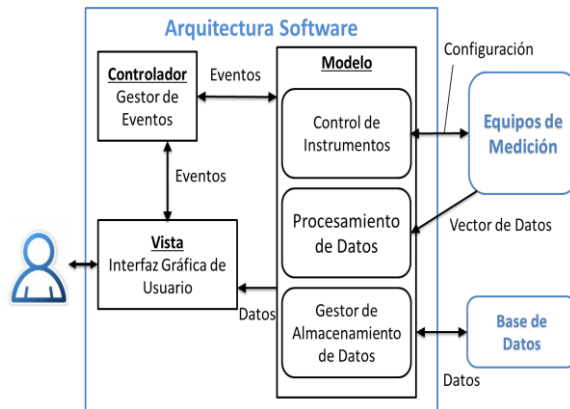 Arquitectura Software
Controlador
Gestor de
Eventos
Eventos
Modelo
Configuración
Control de
Instrumentos
Equipos de
Medición
Eventos
Procesamiento
de Datos
Vector de Datos
Vista
Interfaz Gráfica de
Usuario
Datos
Gestor de
Almacenamiento
de Datos
Base de
Datos
Datos